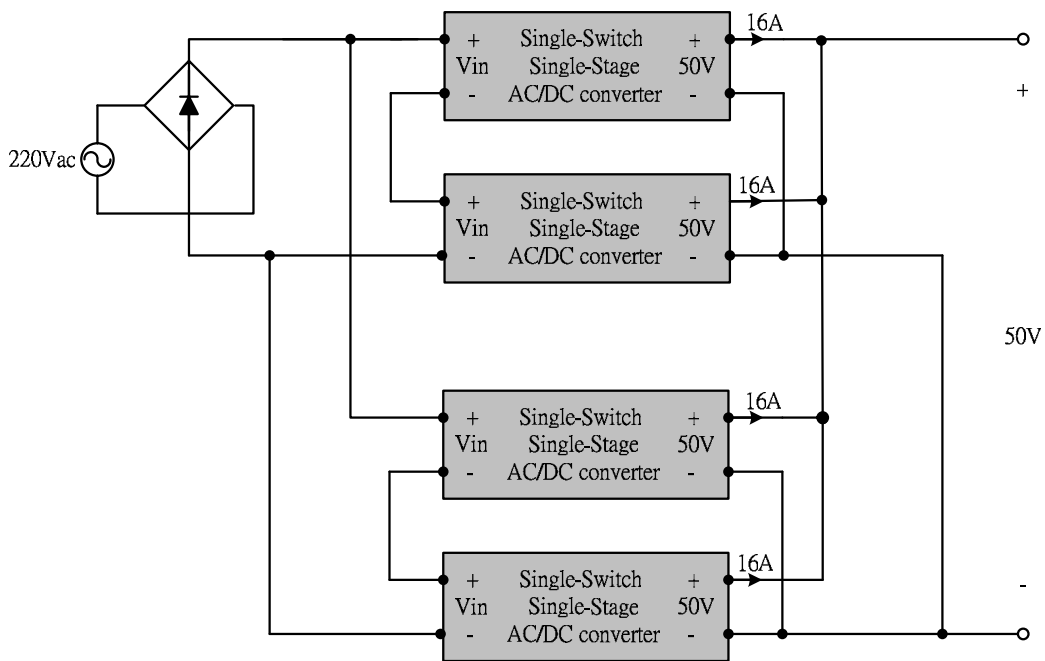 16A
+ Single-Switch +
Vin Single-Stage 50V
- AC/DC converter -
+
220Vac
16A
+ Single-Switch +
Vin Single-Stage 50V
- AC/DC converter -
50V
16A
+ Single-Switch +
Vin Single-Stage 50V
- AC/DC converter -
16A
+ Single-Switch +
Vin Single-Stage 50V
- AC/DC converter -
-